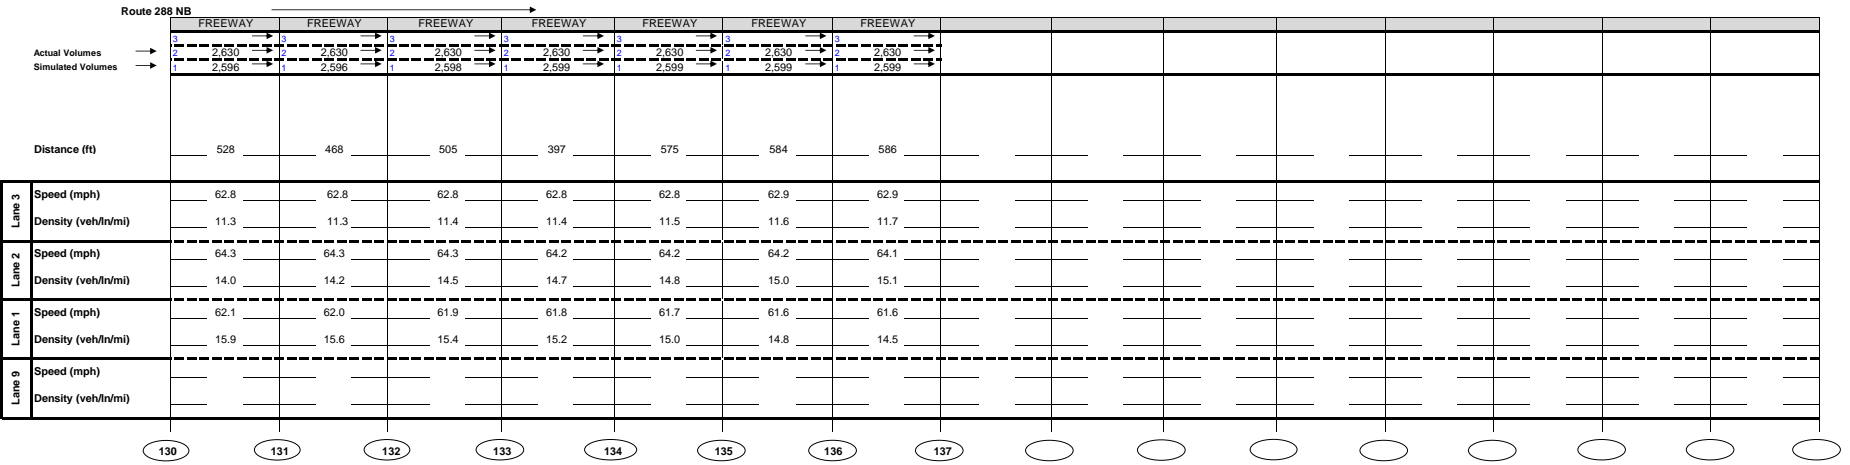 Route 288 NB
FREEWAY FREEWAY FREEWAY FREEWAY FREEWAY FREEWAY FREEWAY
3 3 3 3 3 3 3
Actual Volumes 2 2,630 2 2,630 2 2,630 2 2,630 2 2,630 2 2,630 2 2,630
Simulated Volumes 1 2,596 1 2,596 1 2,598 1 2,599 1 2,599 1 2,599 1 2,599
Distance (ft) 528 468 505 397 575 584 586
Lane 3
Speed (mph) 62.8 62.8 62.8 62.8 62.8 62.9 62.9
Density (veh/ln/mi) 11.3 11.3 11.4 11.4 11.5 11.6 11.7
Lane 2
Speed (mph) 64.3 64.3 64.3 64.2 64.2 64.2 64.1
Density (veh/ln/mi) 14.0 14.2 14.5 14.7 14.8 15.0 15.1
Lane 1
Speed (mph) 62.1 62.0 61.9 61.8 61.7 61.6 61.6
Density (veh/ln/mi) 15.9 15.6 15.4 15.2 15.0 14.8 14.5
Lane 9
Speed (mph)
Density (veh/ln/mi)
130 131 132 133 134 135 136 137